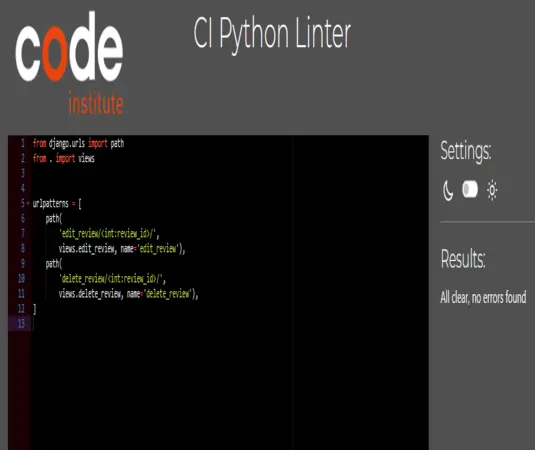 code
institute
CI Python Linter
1 from django.urls import path
2 from . import views
3
4
5 urlpatterns = [
6     path(
7         'edit_review/<int:review_id>/',
8         views.edit_review, name='edit_review'),
9     path(
10         'delete_review/<int:review_id>/',
11         views.delete_review, name='delete_review'),
12 ]
13
Settings:
Results:
All clear, no errors found